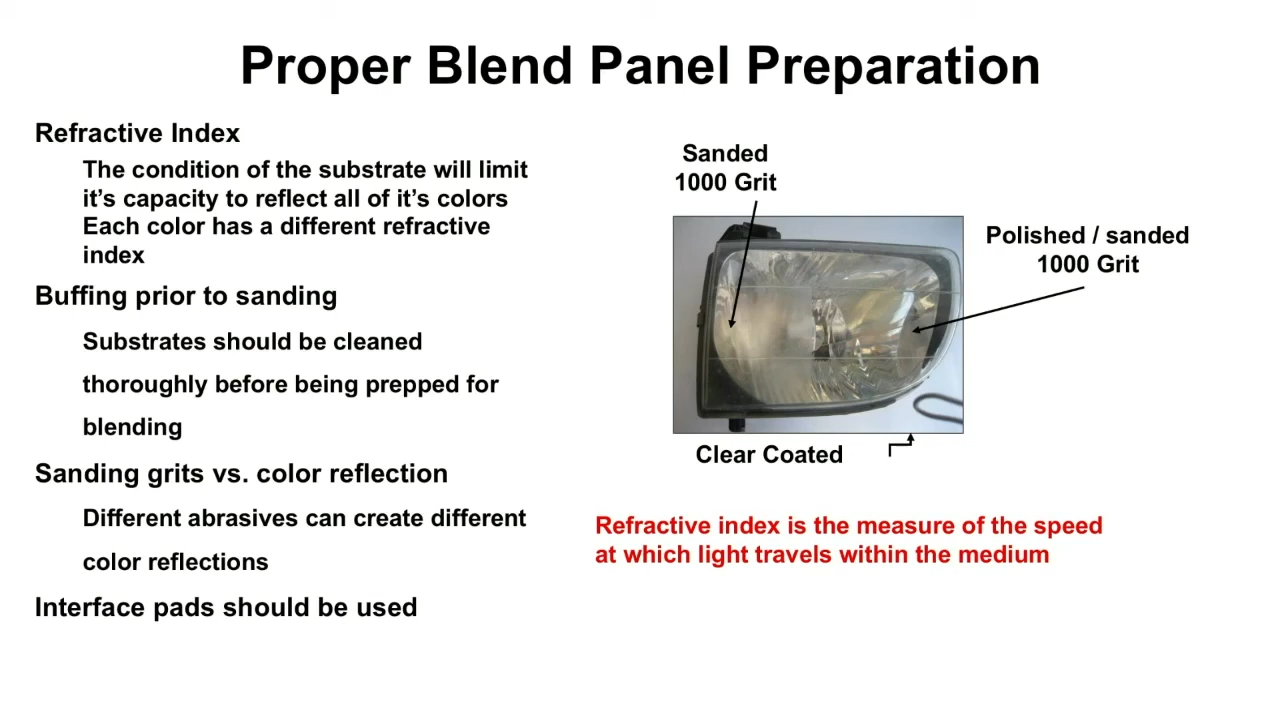 Proper Blend Panel Preparation
Refractive Index
The condition of the substrate will limit
it’s capacity to reflect all of it’s colors
Each color has a different refractive
index
Buffing prior to sanding
Substrates should be cleaned
thoroughly before being prepped for
blending
Sanding grits vs. color reflection
Different abrasives can create different
color reflections
Interface pads should be used
Sanded
1000 Grit
Polished / sanded
1000 Grit
Clear Coated
Refractive index is the measure of the speed
at which light travels within the medium